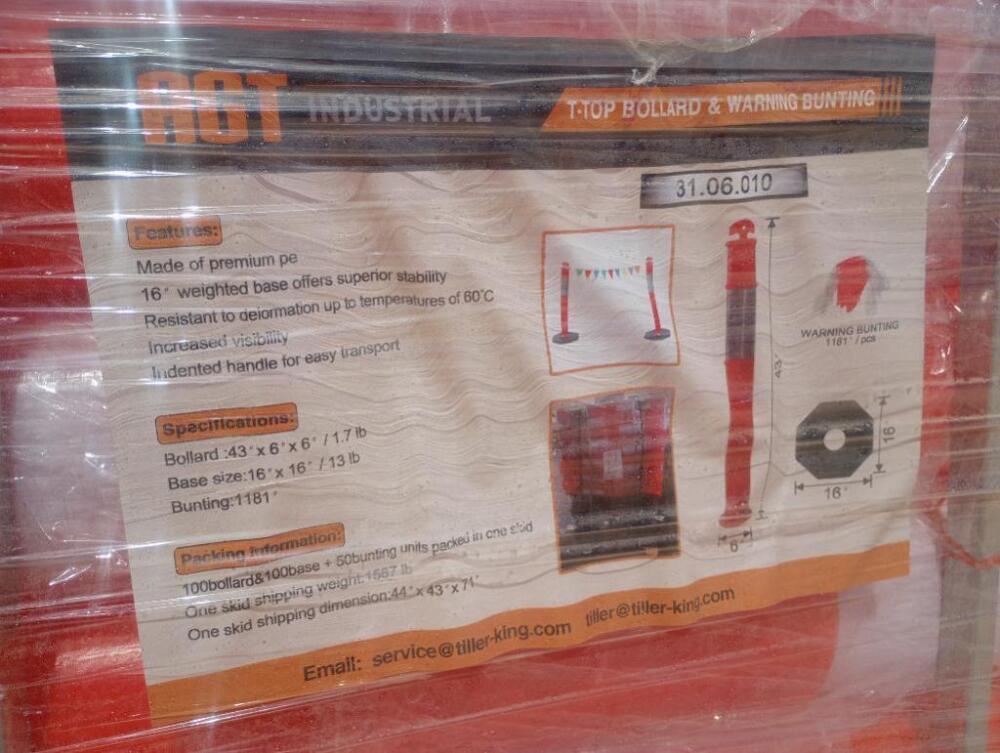 AGT INDUSTRIAL
T-TOP BOLLARD & WARNING BUNTING
31.06.010
Features:
Made of premium pe
16" weighted base offers superior stability
Resistant to deiormation up to temperatures of 60°C
Increased visibility
Indented handle for easy transport
Specifications:
Bollard :43"x 6"x 6" / 1.7 lb
Base size:16"x 16" / 13 lb
Bunting:1181"
Packing Information:
100bollard&100base + 50bunting units packed in one skid
One skid shipping weight:1567 lb
One skid shipping dimension:44"x 43"x 71"
43"
6"
WARNING BUNTING
1181" / pcs
16"
16"
Email: service@tiller-king.com tiller@tiller-king.com